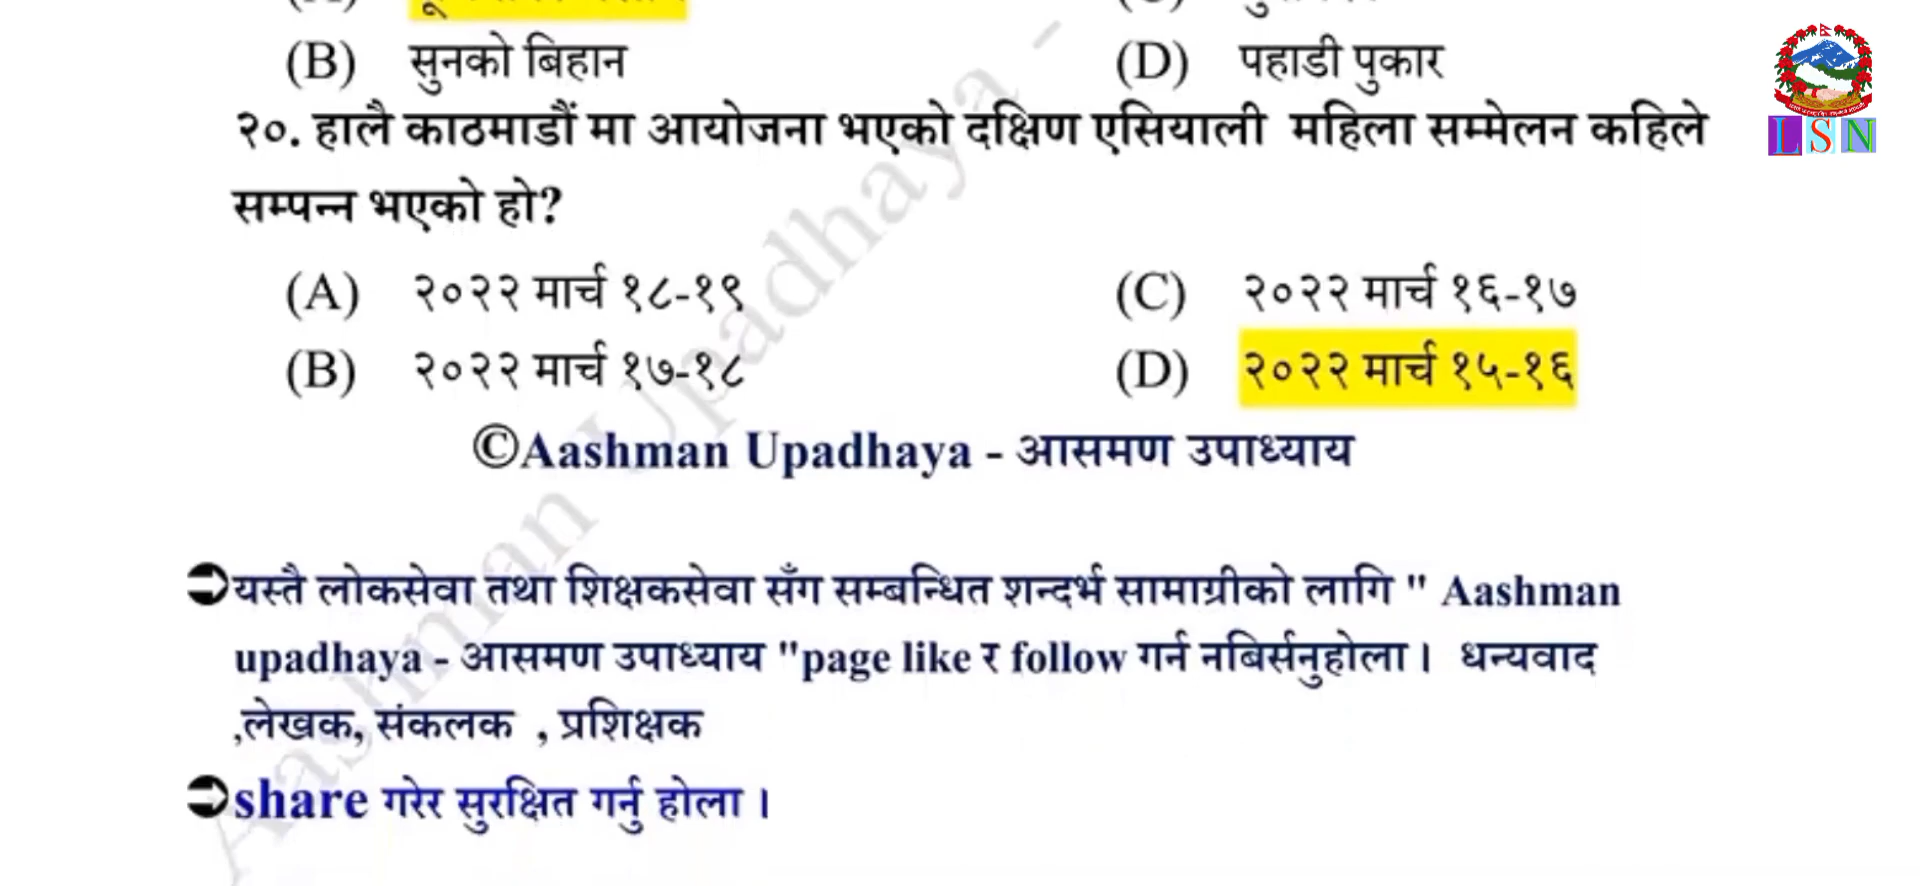 (B) सुनको बिहान (D) पहाडी पुकार
२०. हालै काठमाडौं मा आयोजना भएको दक्षिण एसियाली महिला सम्मेलन कहिले
सम्पन्न भएको हो?
(A) २०२२ मार्च १८-१९ (C) २०२२ मार्च १६-१७
(B) २०२२ मार्च १७-१८ (D) २०२२ मार्च १५-१६
©Aashman Upadhaya - आसमण उपाध्याय
यस्तै लोकसेवा तथा शिक्षकसेवा सँग सम्बन्धित शन्दर्भ सामाग्रीको लागि " Aashman
upadhaya - आसमण उपाध्याय "page like र follow गर्न नबिर्सनुहोला । धन्यवाद
,लेखक, संकलक , प्रशिक्षक
share गरेर सुरक्षित गर्नु होला ।
Aashman Upadhaya -
LSN